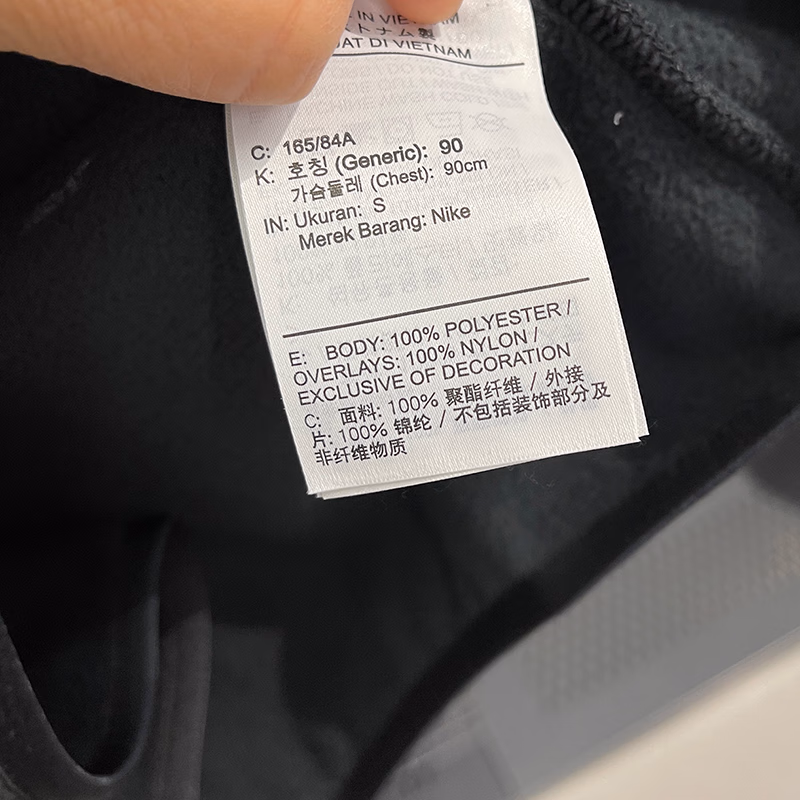 IN VIETNAM
トナム製
AT DI VIETNAM
C: 165/84A
K: 호칭 (Generic): 90
가슴둘레 (Chest): 90cm
IN: Ukuran: S
Merek Barang: Nike
E: BODY: 100% POLYESTER /
OVERLAYS: 100% NYLON /
EXCLUSIVE OF DECORATION
C: 面料: 100% 聚酯纤维 / 外接
片: 100% 锦纶 / 不包括装饰部分及
非纤维物质